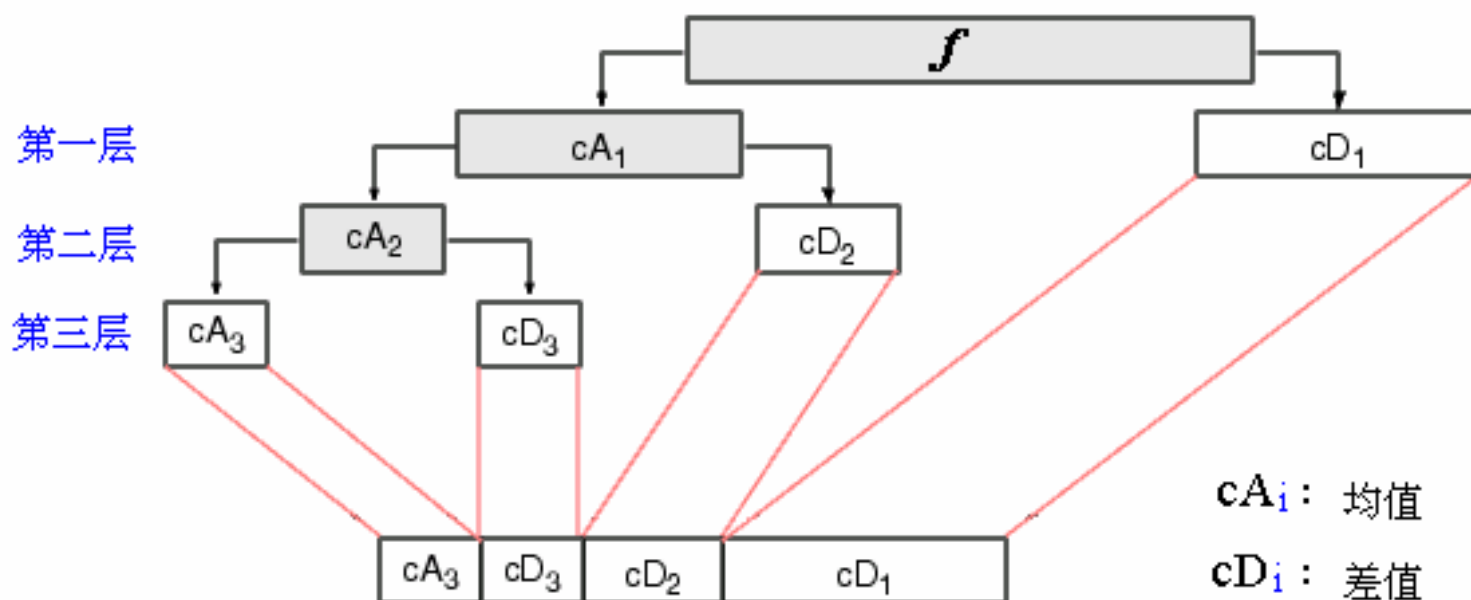 f
第一层 cA₁ cD₁
第二层 cA₂ cD₂
第三层 cA₃ cD₃
cAi： 均值
cA₃ cD₃ cD₂ cD₁
cDi： 差值